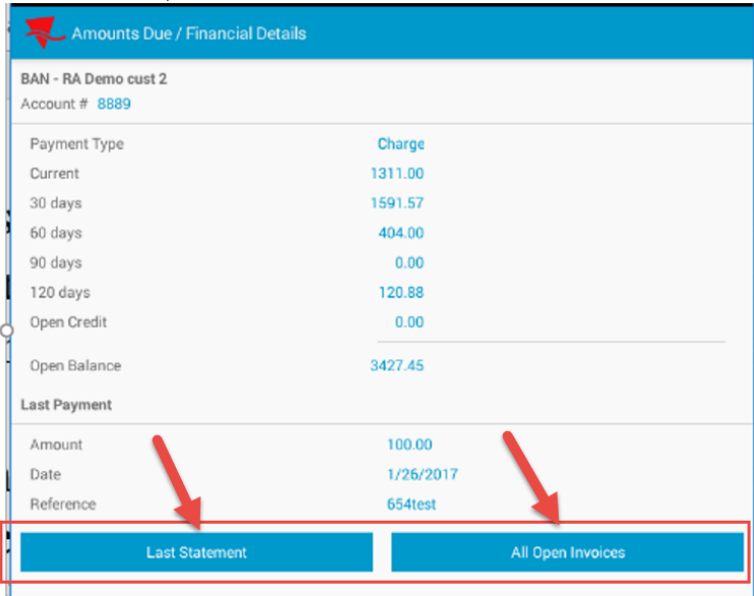 Amounts Due / Financial Details
BAN - RA Demo cust 2
Account # 8889
Payment Type Charge
Current 1311.00
30 days 1591.57
60 days 404.00
90 days 0.00
120 days 120.88
Open Credit 0.00
Open Balance 3427.45
Last Payment
Amount 100.00
Date 1/26/2017
Reference 654test
Last Statement All Open Invoices